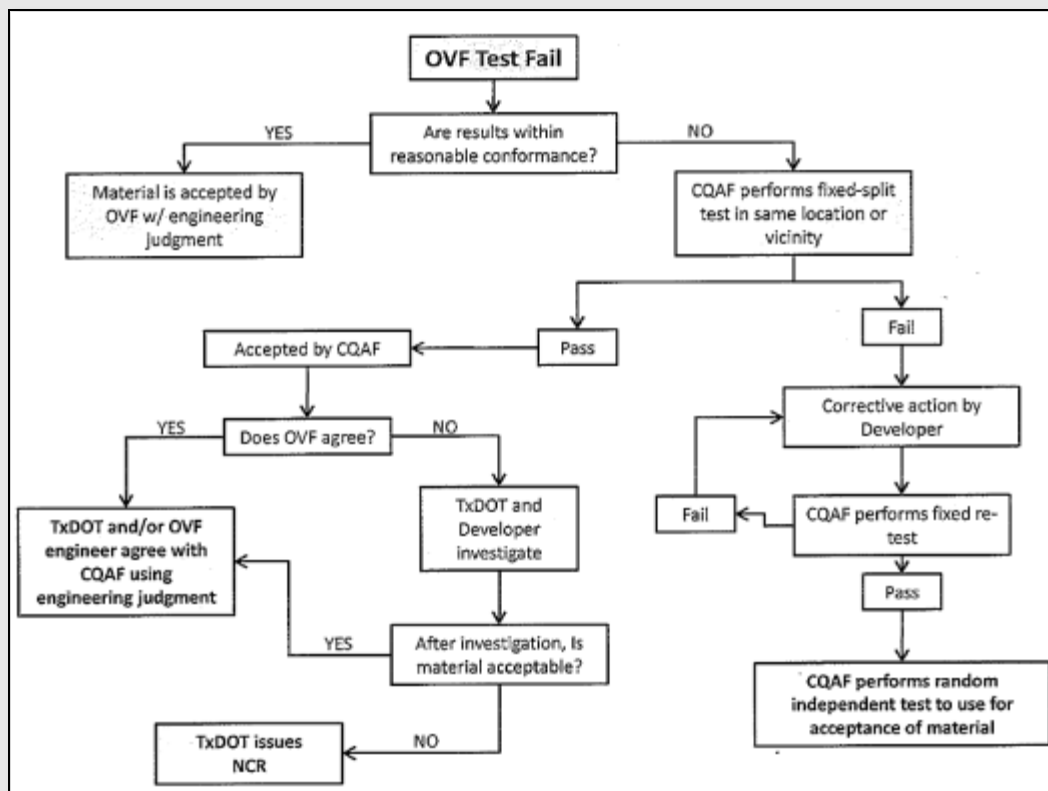 OVF Test Fail
Are results within
reasonable conformance?
YES
NO
Material is accepted by
OVF w/ engineering
judgment
CQAF performs fixed-split
test in same location or
vicinity
Pass
Fail
Accepted by CQAF
Does OVF agree?
YES
NO
TxDOT and/or OVF
engineer agree with
CQAF using
engineering judgment
TxDOT and
Developer
investigate
After investigation, Is
material acceptable?
YES
NO
TxDOT issues
NCR
Corrective action by
Developer
CQAF performs fixed re-
test
Fail
Pass
CQAF performs random
independent test to use for
acceptance of material